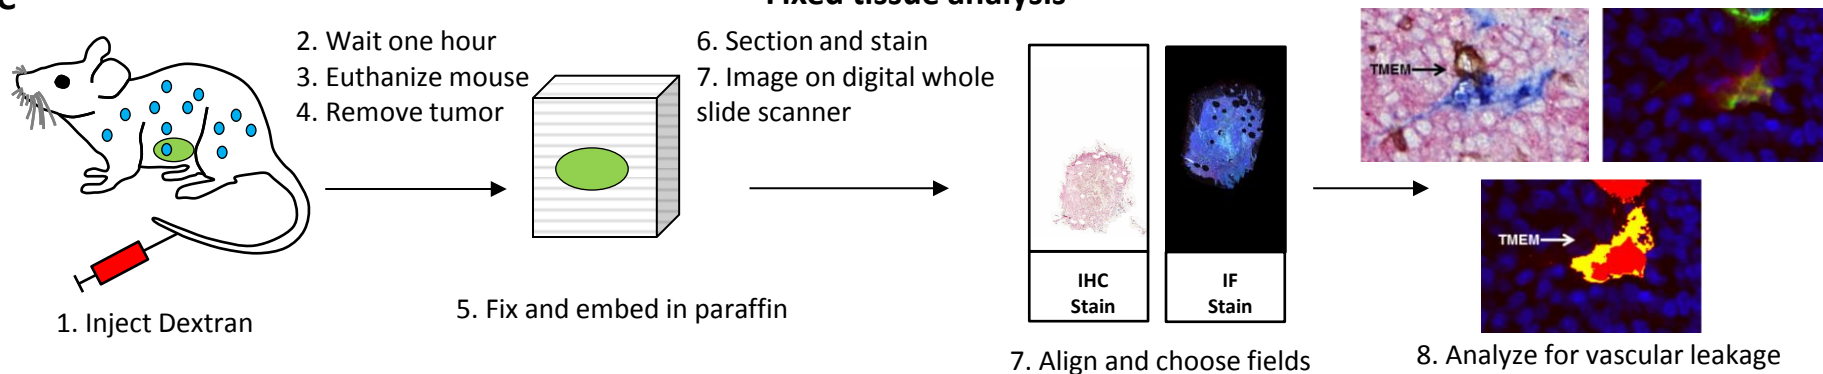 C
Fixed tissue analysis
2. Wait one hour
3. Euthanize mouse
4. Remove tumor
6. Section and stain
7. Image on digital whole
slide scanner
TMEM
TMEM
IHC
Stain
IF
Stain
1. Inject Dextran
5. Fix and embed in paraffin
7. Align and choose fields
8. Analyze for vascular leakage